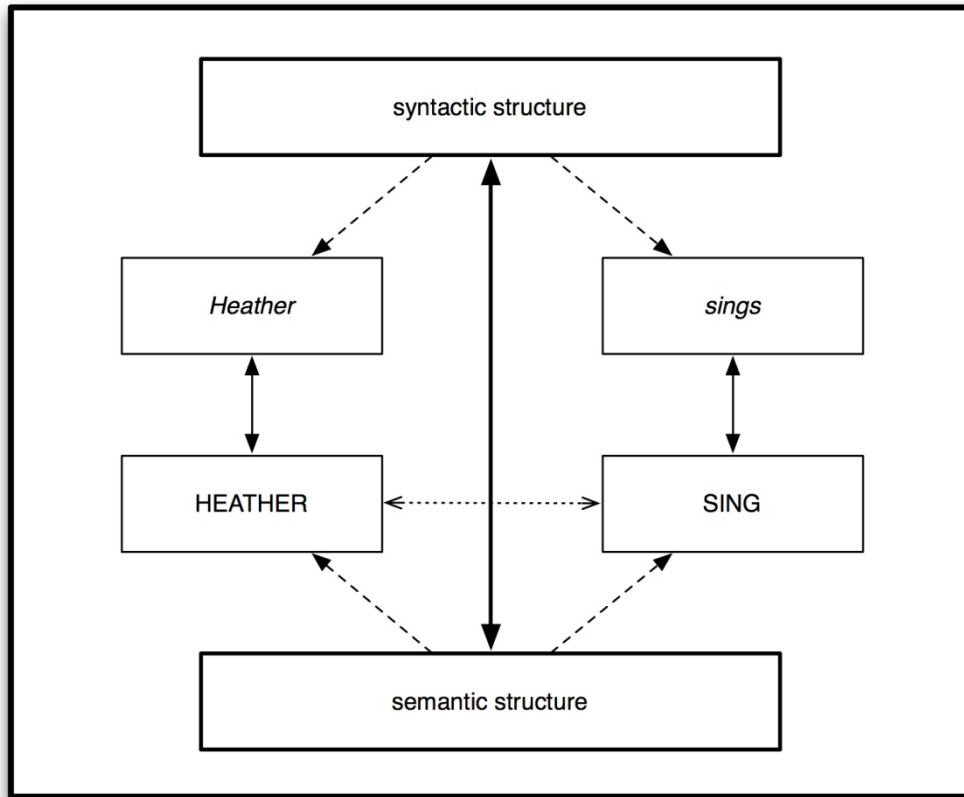 syntactic structure
Heather
sings
HEATHER
SING
semantic structure